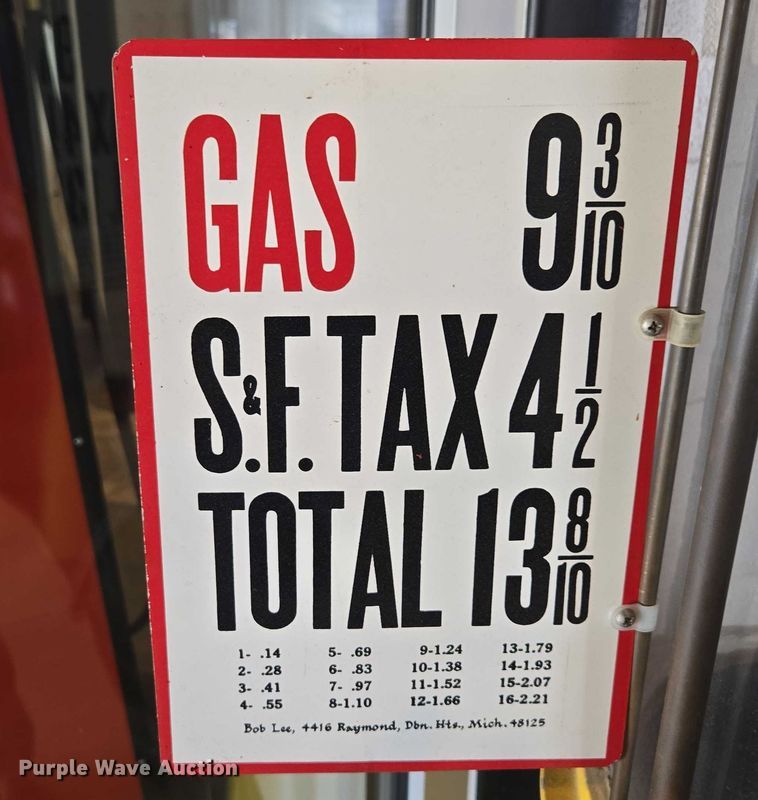 GAS 9 3/10
S.&F. TAX 4 1/2
TOTAL 13 8/10
1- .14 5- .69 9-1.24 13-1.79
2- .28 6- .83 10-1.38 14-1.93
3- .41 7- .97 11-1.52 15-2.07
4- .55 8-1.10 12-1.66 16-2.21
Bob Lee, 4416 Raymond, Dbn. Hts., Mich. 48125
Purple Wave Auction